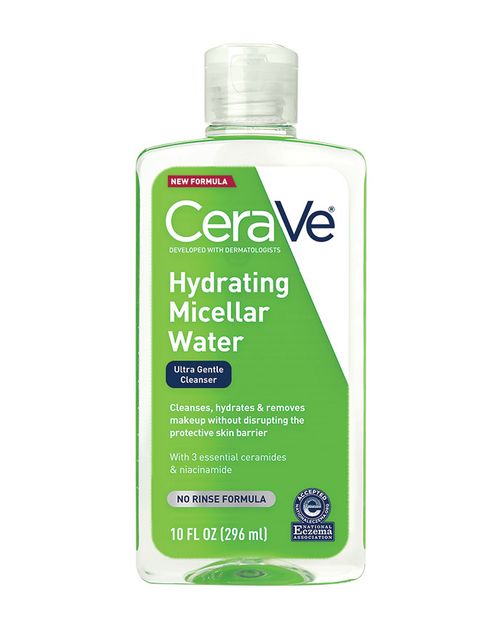 NEW FORMULA
CeraVe®
DEVELOPED WITH DERMATOLOGISTS
Hydrating
Micellar
Water
Ultra Gentle
Cleanser
Cleanses, hydrates & removes
makeup without disrupting the
protective skin barrier
With 3 essential ceramides
& niacinamide
NO RINSE FORMULA
10 FL OZ (296 ml)
ACCEPTED
NATIONALECZEMA.ORG
NATIONAL
Eczema
ASSOCIATION